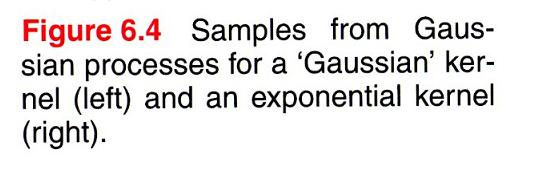 Figure 6.4 Samples from Gaus-
sian processes for a ‘Gaussian’ ker-
nel (left) and an exponential kernel
(right).